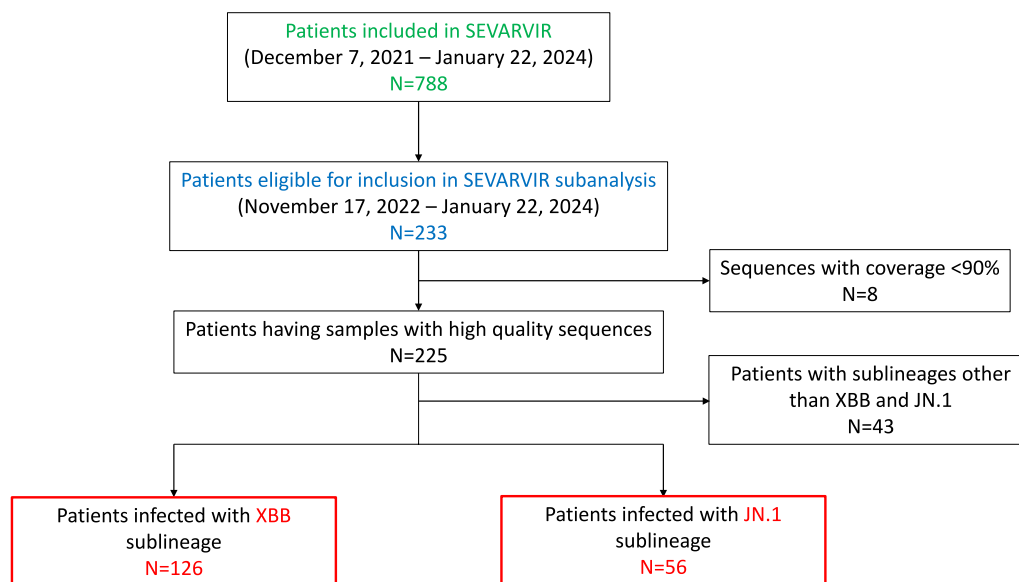 Patients included in SEVARVIR
(December 7, 2021 – January 22, 2024)
N=788
Patients eligible for inclusion in SEVARVIR subanalysis
(November 17, 2022 – January 22, 2024)
N=233
Sequences with coverage <90%
N=8
Patients having samples with high quality sequences
N=225
Patients with sublineages other
than XBB and JN.1
N=43
Patients infected with XBB
sublineage
N=126
Patients infected with JN.1
sublineage
N=56